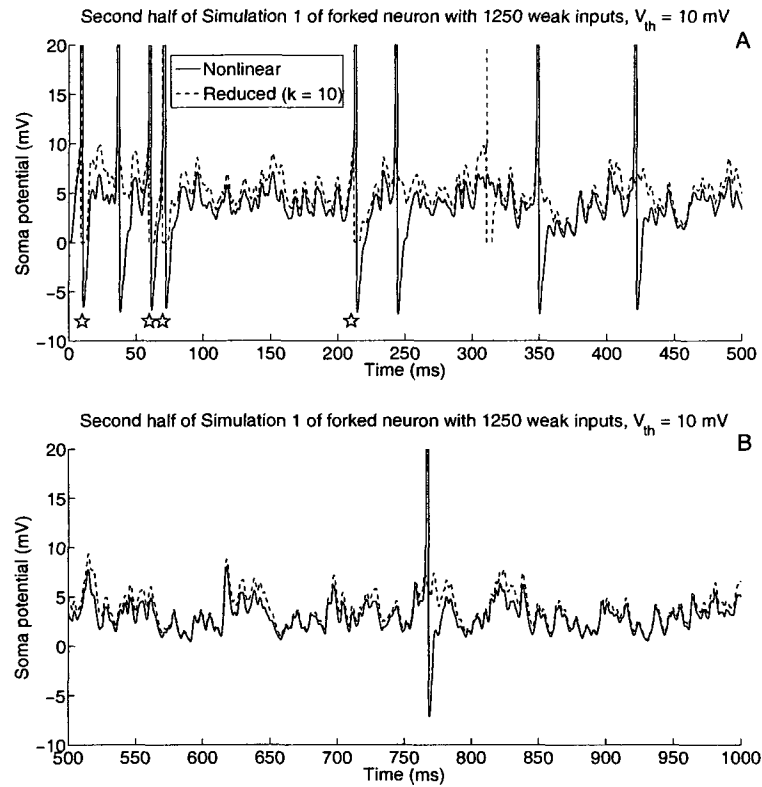 Second half of Simulation 1 of forked neuron with 1250 weak inputs, Vth = 10 mV
A
20
15
10
5
0
−5
−10
Soma potential (mV)
Nonlinear
Reduced (k = 10)
0 50 100 150 200 250 300 350 400 450 500
Time (ms)
Second half of Simulation 1 of forked neuron with 1250 weak inputs, Vth = 10 mV
B
20
15
10
5
0
−5
−10
Soma potential (mV)
500 550 600 650 700 750 800 850 900 950 1000
Time (ms)